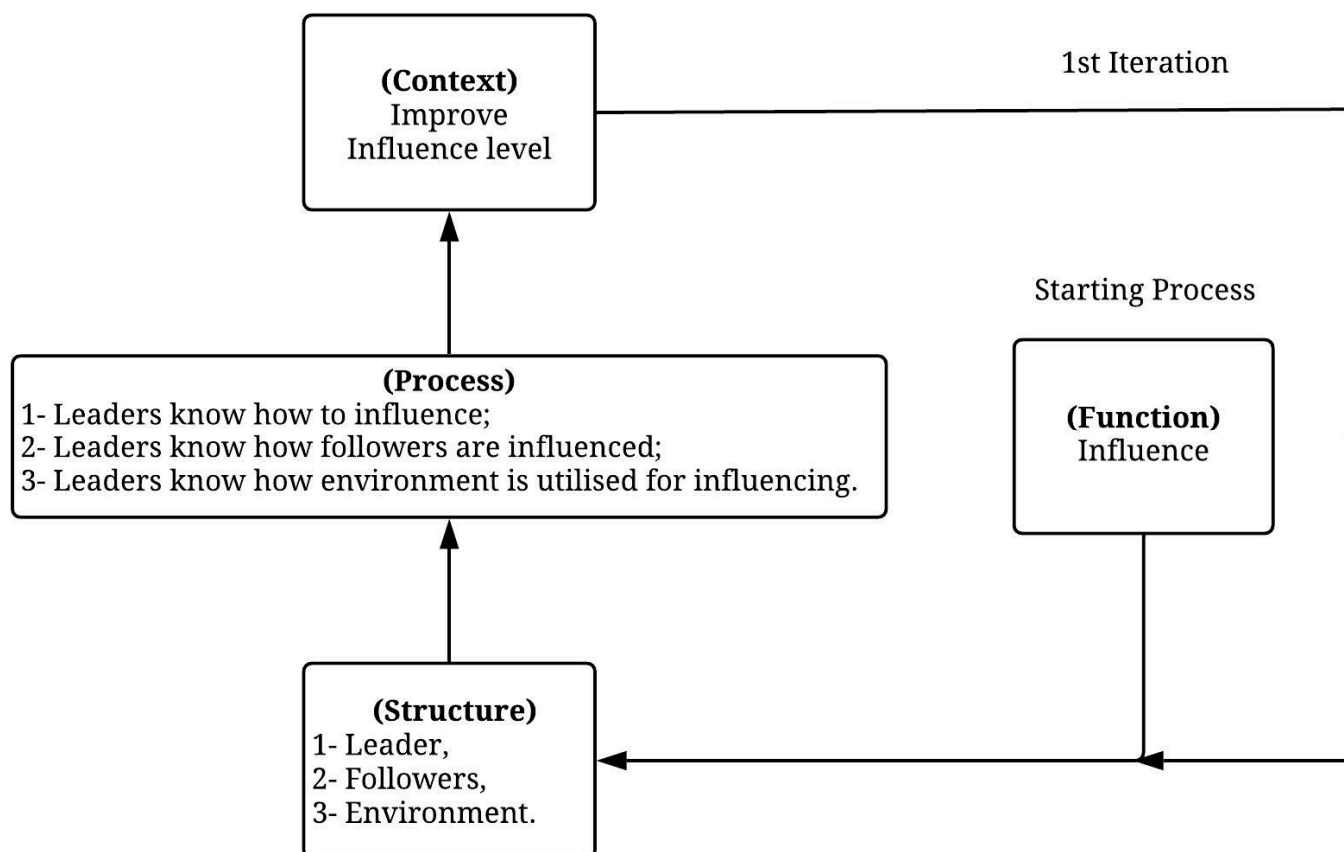 (Context)
Improve
Influence level
1st Iteration
Starting Process
(Process)
1- Leaders know how to influence;
2- Leaders know how followers are influenced;
3- Leaders know how environment is utilised for influencing.
(Function)
Influence
(Structure)
1- Leader,
2- Followers,
3- Environment.